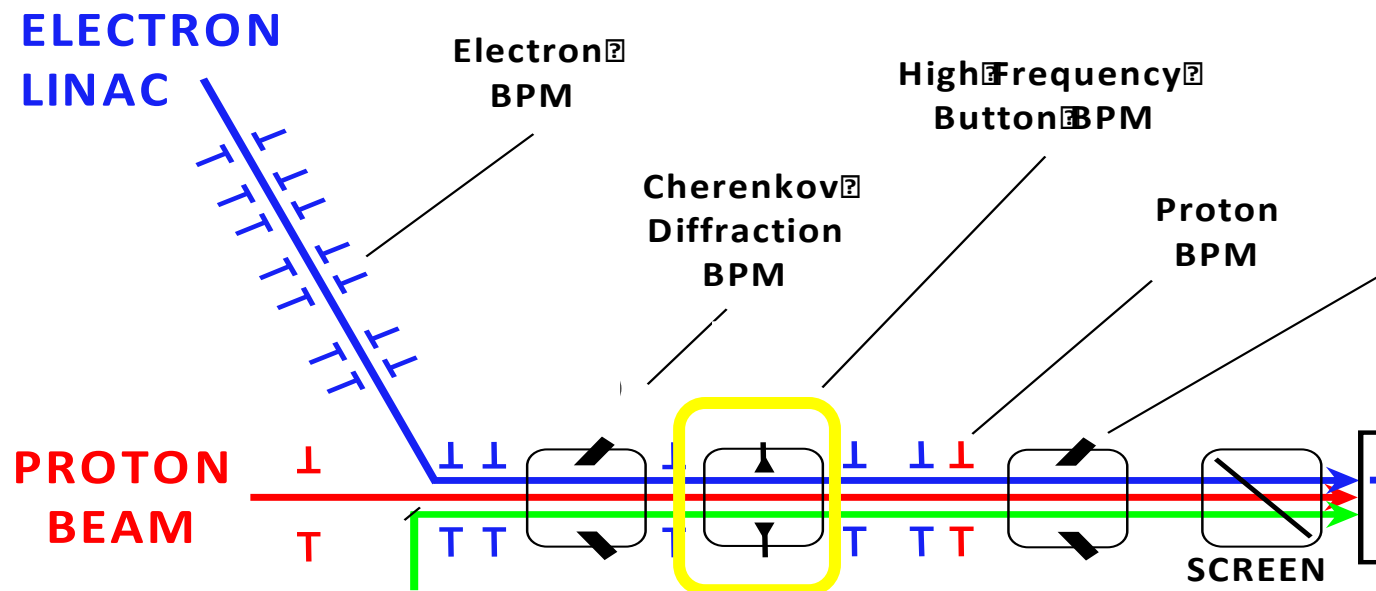 ELECTRON
LINAC
Electron
BPM
High Frequency
Button BPM
Cherenkov
Diffraction
BPM
Proton
BPM
PROTON
BEAM
SCREEN